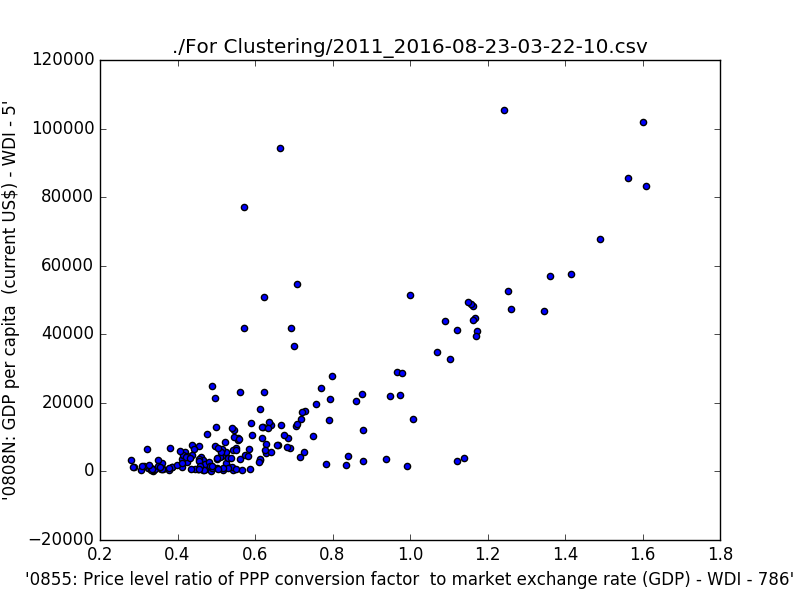 ./For Clustering/2011_2016-08-23-03-22-10.csv
120000
100000
80000
60000
40000
20000
0
−20000
'0808N: GDP per capita  (current US$) - WDI - 5'
0.2 0.4 0.6 0.8 1.0 1.2 1.4 1.6 1.8
'0855: Price level ratio of PPP conversion factor  to market exchange rate (GDP) - WDI - 786'